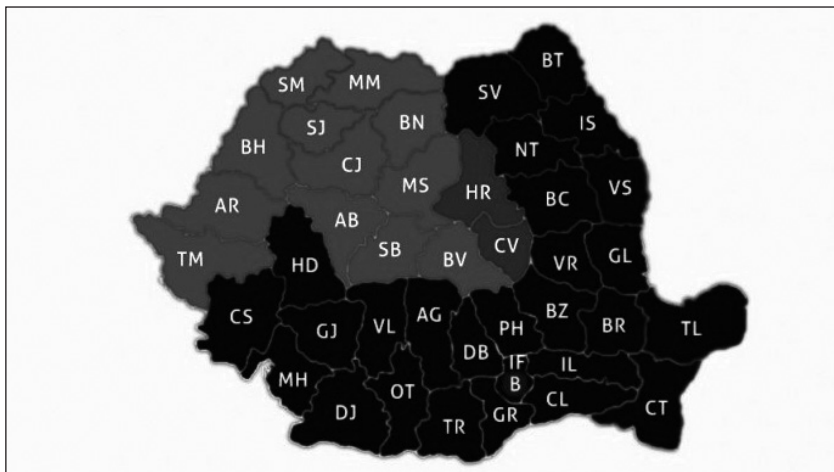 BT
SM
MM
SV
SJ
BN
IS
BH
NT
CJ
MS
HR
BC
VS
AR
AB
SB
BV
CV
TM
HD
VR
GL
CS
GJ
VL
AG
PH
BZ
BR
TL
DB
IF
IL
B
MH
OT
DJ
TR
GR
CL
CT